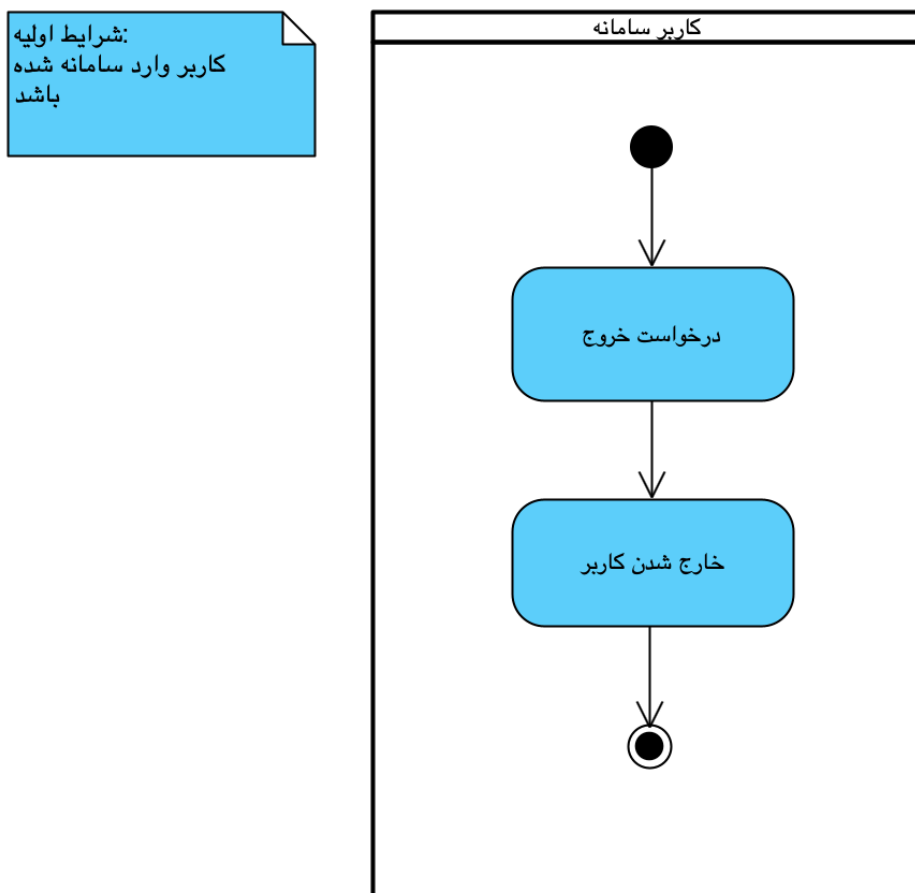 شرایط اولیه:
کاربر وارد سامانه شده
باشد
کاربر سامانه
درخواست خروج
خارج شدن کاربر